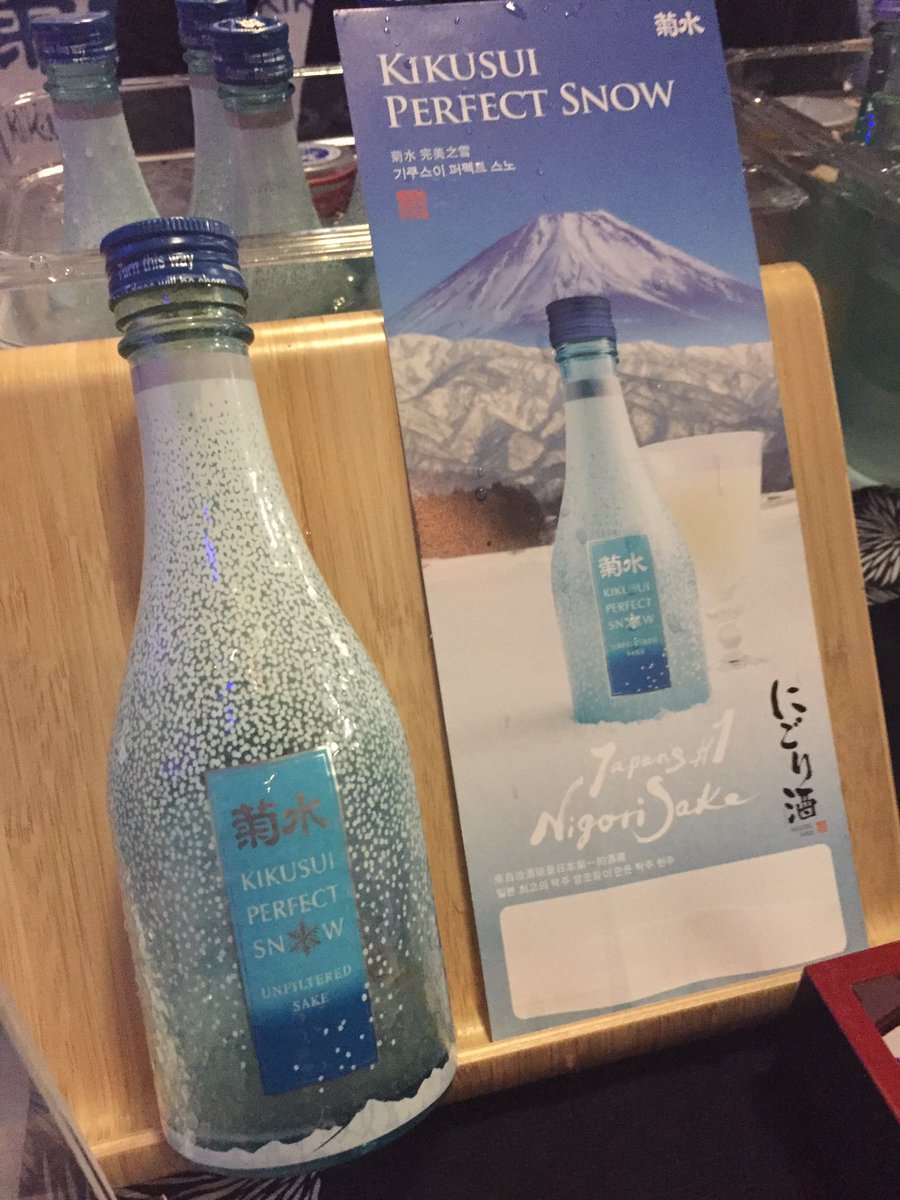 Turn this way
菊水
KIKUSUI
PERFECT
SNOW
UNFILTERED
SAKE
菊水
KIKUSUI
PERFECT SNOW
菊水 完美之雪
기쿠스이 퍼펙트 스노
菊水
KIKUSUI
PERFECT
SNOW
UNFILTERED
SAKE
にごり酒
Japan's #1
Nigori Sake